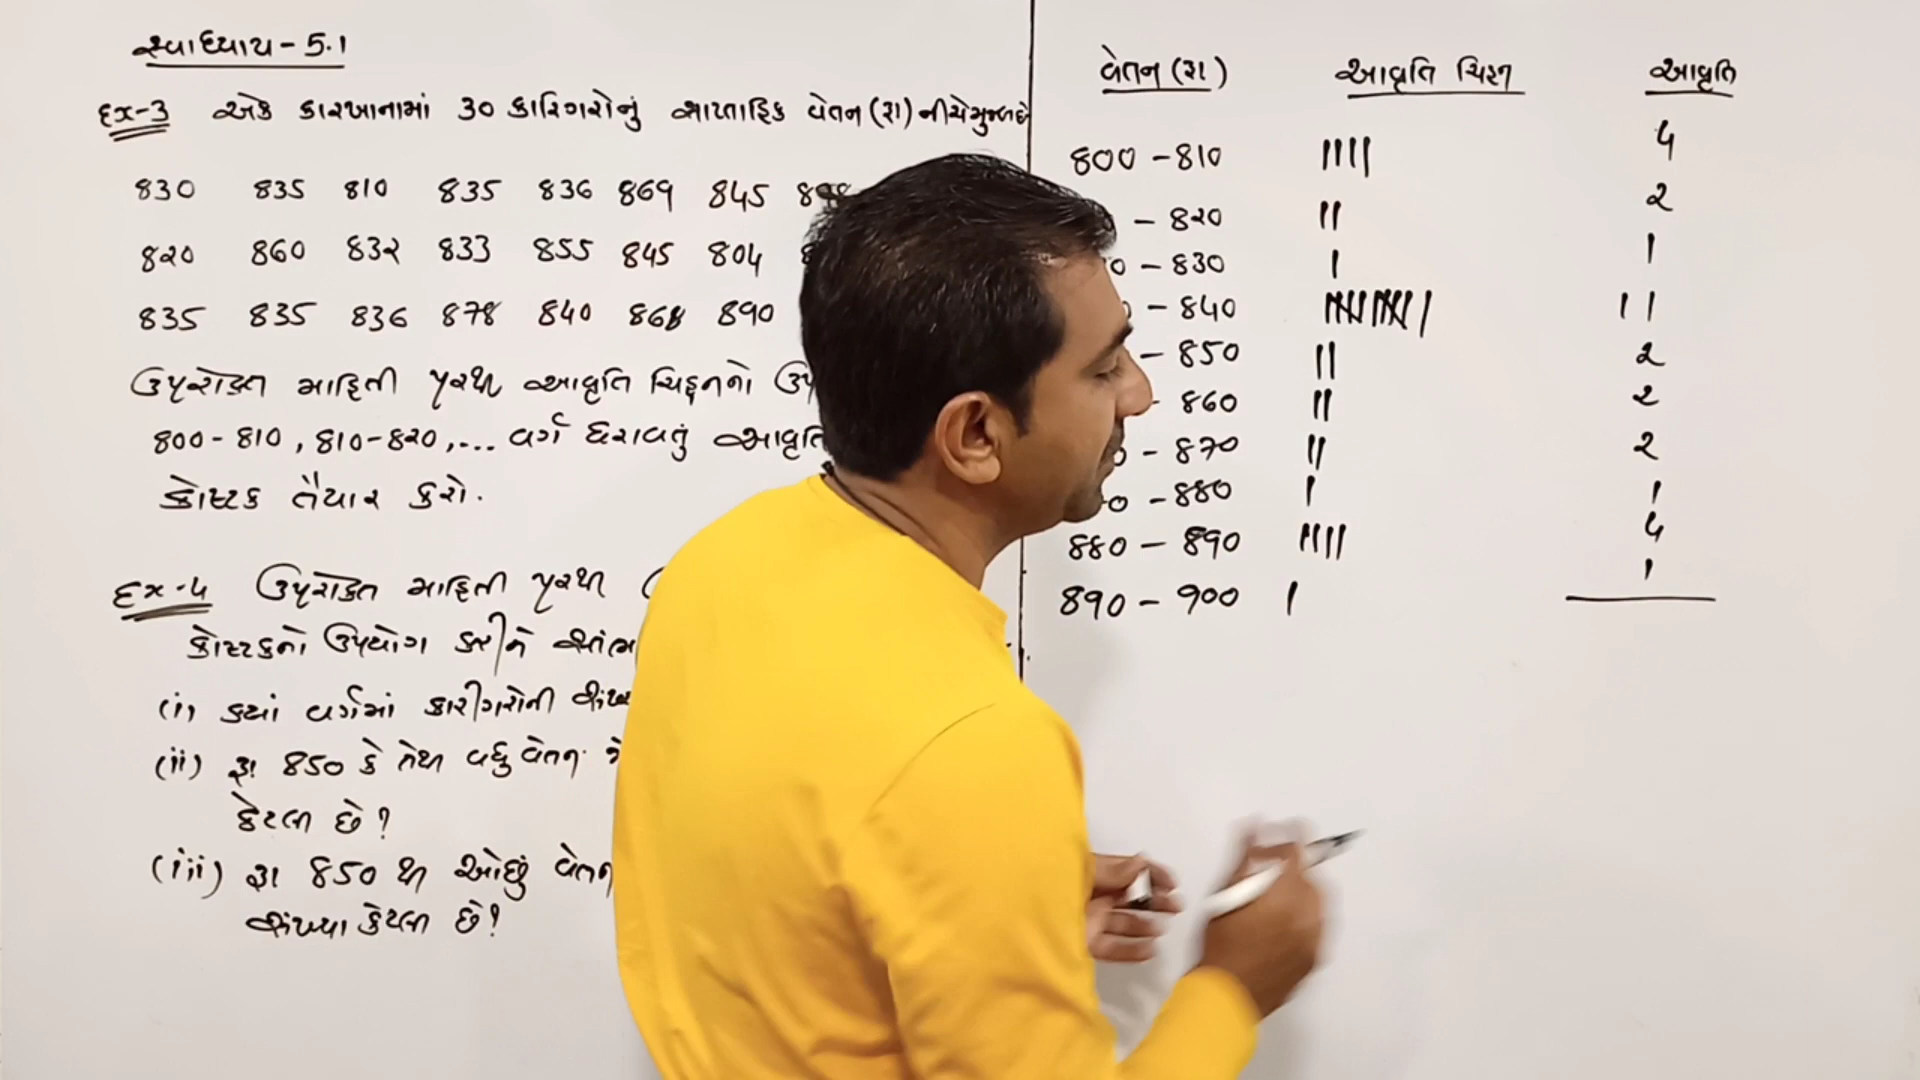 સ્વાધ્યાય - 5.1
Ex-3 એક કારખાનામાં 30 કારિગરોનું સાપ્તાહિક વેતન (રૂા) નીચે મુજબ છે
830 835 810 835 836 869 845
820 860 832 833 855 845 804
835 835 836 878 840 868 890
ઉપરોક્ત માહિતી પરથી આવૃતિ ચિહ્નનો
800 - 810 , 810 - 820 , ... વર્ગ ધરાવતું
કોષ્ટક તૈયાર કરો.
Ex-4 ઉપરોક્ત માહિતી પરથી
કોષ્ટકનો ઉપયોગ કરીને
(i) કયાં વર્ગમાં કારીગરોની
(ii) રૂા 850 કે તેથી વધુ વેતન
કેટલા છે?
(iii) રૂા 850 થી ઓછું વેતન
સંખ્યા કેટલી છે?
વેતન (રૂા) આવૃતિ ચિહ્ન આવૃતિ
800 - 810 |||| 4
- 820 || 2
- 830 | 1
- 840 |||| |||| | 11
- 850 || 2
- 860 || 2
- 870 || 2
- 880 | 1
880 - 890 |||| 4
890 - 900 | 1